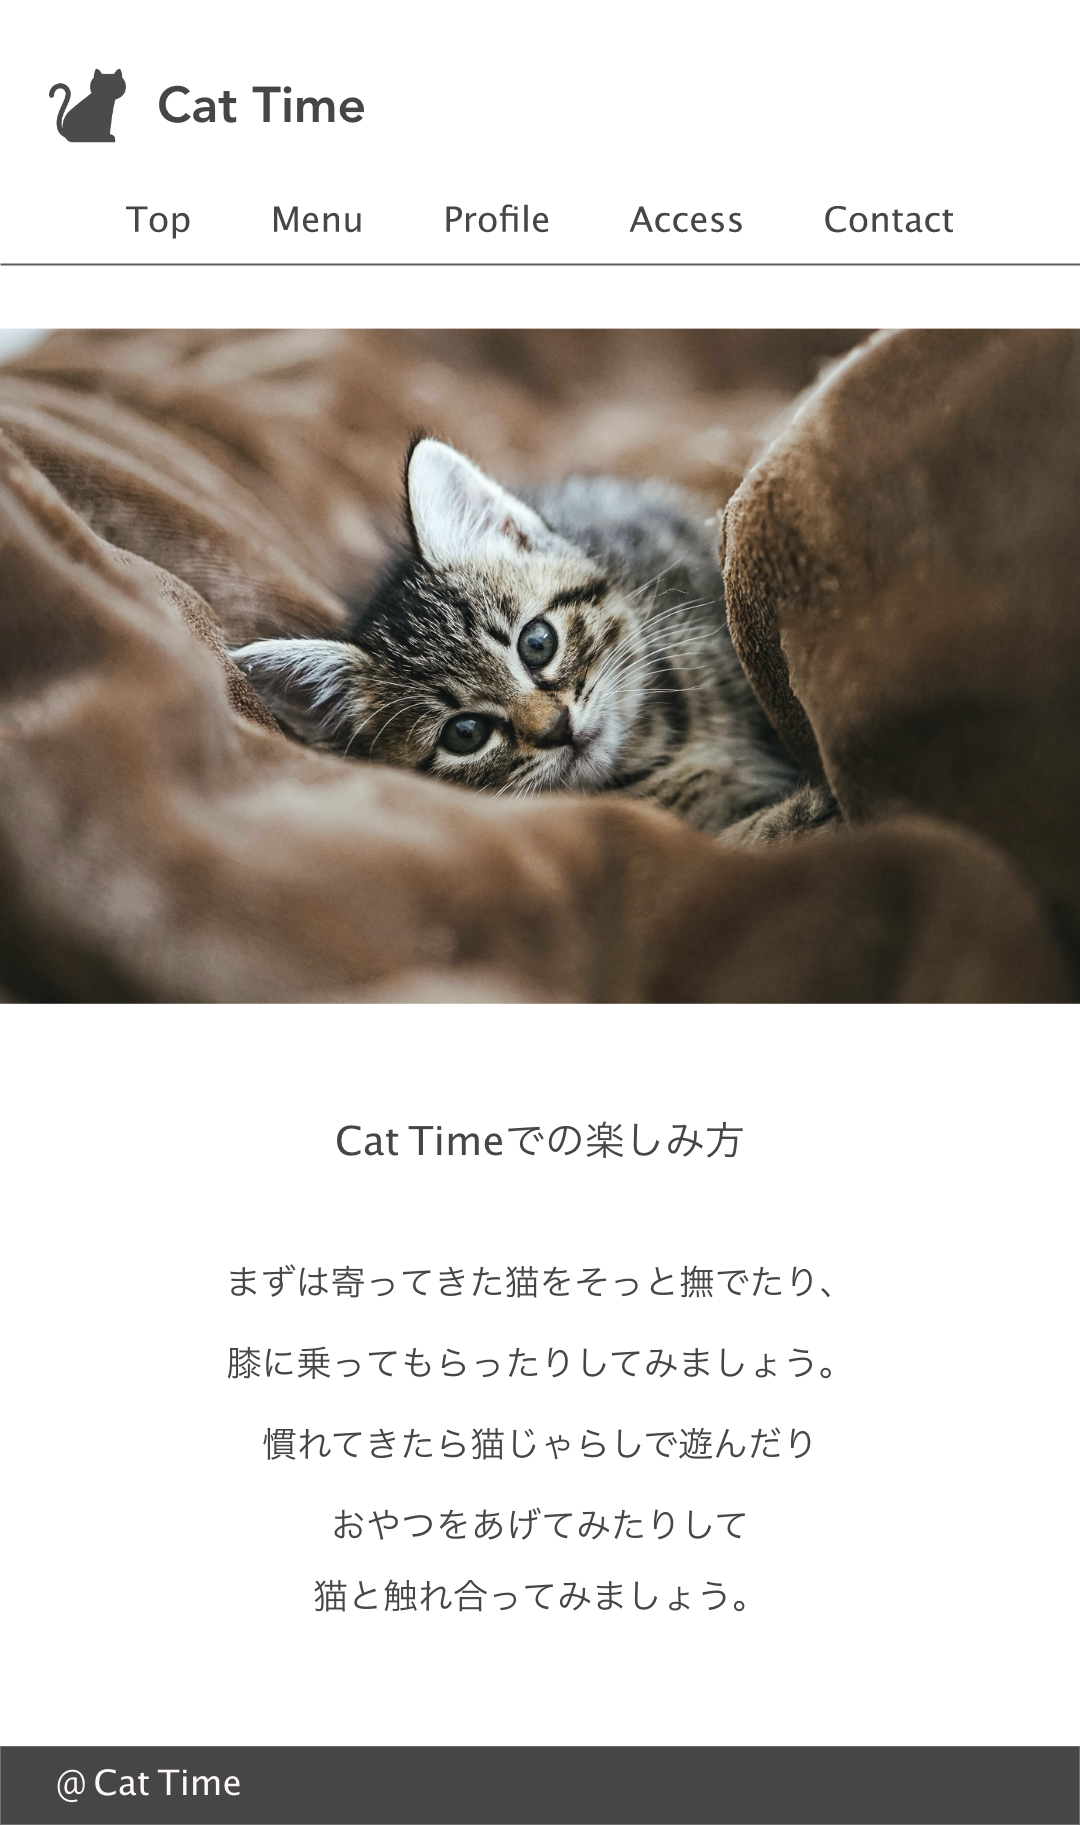 Cat Time
Top Menu Profile Access Contact
Cat Timeでの楽しみ方
まずは寄ってきた猫をそっと撫でたり、
膝に乗ってもらったりしてみましょう。
慣れてきたら猫じゃらしで遊んだり
おやつをあげてみたりして
猫と触れ合ってみましょう。
@ Cat Time